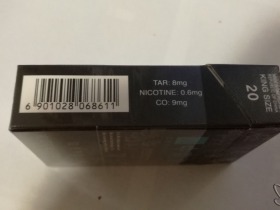 TAR: 8mg
NICOTINE: 0.6mg
CO: 9mg
6 901028 068611
20
KING SIZE